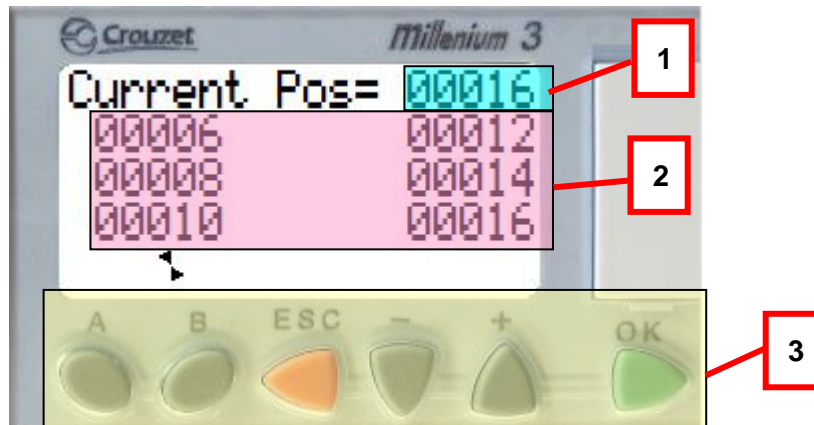 Crouzet Millenium 3
1
Current Pos= 00016
00006 00012
00008 00014
2
00010 00016
A B ESC - + OK
3